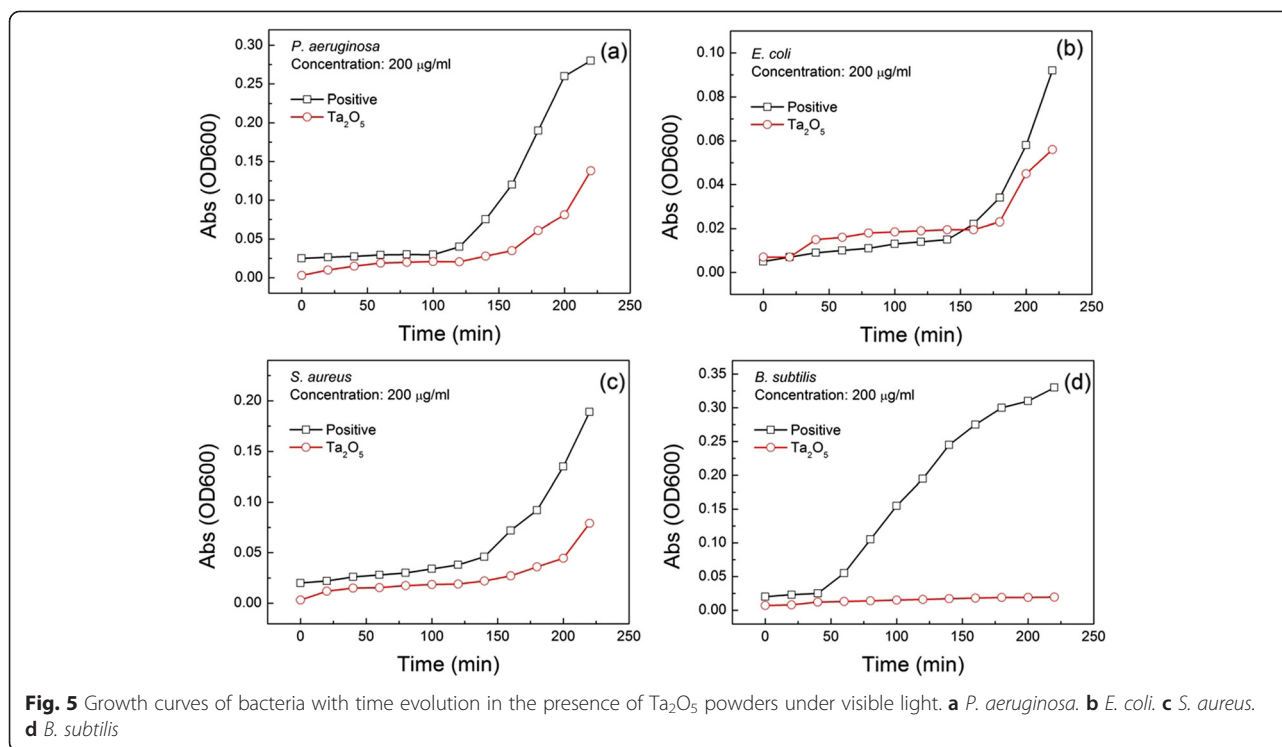 P. aeruginosa
Concentration: 200 μg/ml
(a)
Positive
Ta₂O₅
0.30
0.25
0.20
0.15
0.10
0.05
0.00
Abs (OD600)
0 50 100 150 200 250
Time (min)
E. coli
Concentration: 200 μg/ml
(b)
Positive
Ta₂O₅
0.10
0.08
0.06
0.04
0.02
0.00
Abs (OD600)
0 50 100 150 200 250
Time (min)
S. aureus
Concentration: 200 μg/ml
(c)
Positive
Ta₂O₅
0.20
0.15
0.10
0.05
0.00
Abs (OD600)
0 50 100 150 200 250
Time (min)
B. subtilis
Concentration: 200 μg/ml
(d)
Positive
Ta₂O₅
0.35
0.30
0.25
0.20
0.15
0.10
0.05
0.00
Abs (OD600)
0 50 100 150 200 250
Time (min)
Fig. 5 Growth curves of bacteria with time evolution in the presence of Ta₂O₅ powders under visible light. a P. aeruginosa. b E. coli. c S. aureus.
d B. subtilis